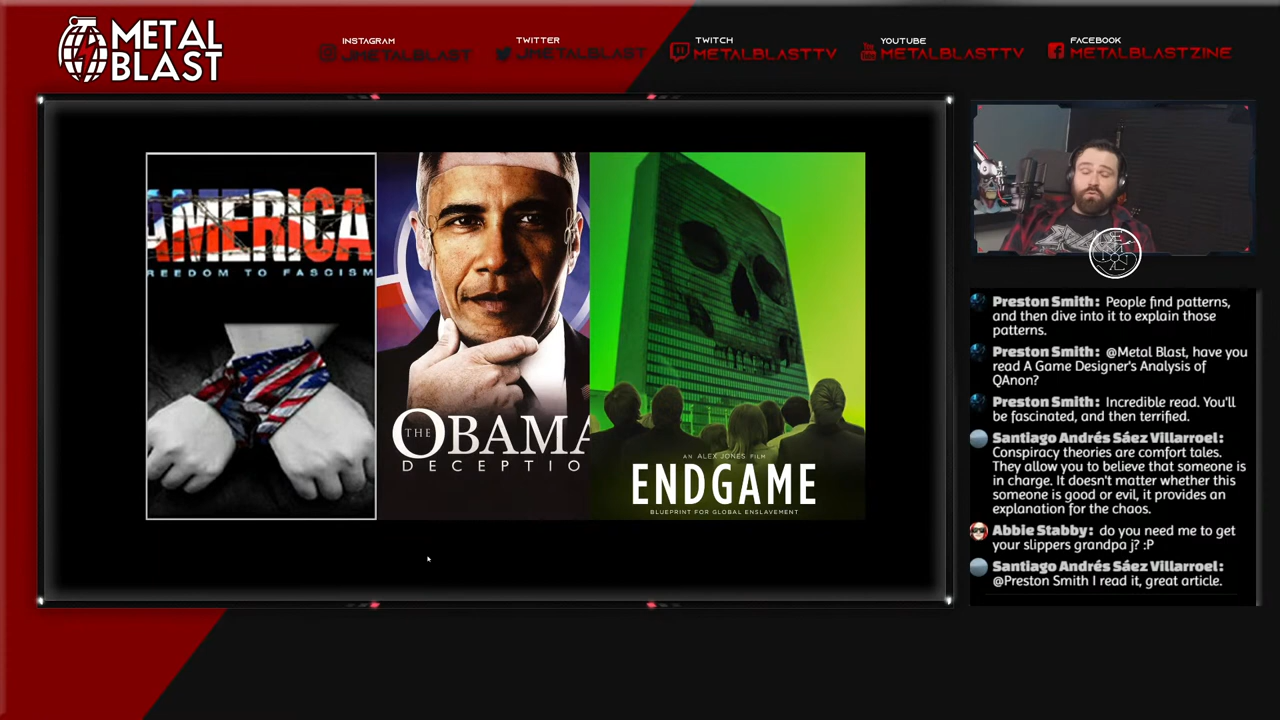 METAL
BLAST
INSTAGRAM
JMETALBLAST
TWITTER
JMETALBLAST
TWITCH
METALBLASTTV
YOUTUBE
METALBLASTTV
FACEBOOK
METALBLASTZINE
AMERICA
REEDOM TO FASCISM
THE OBAMA
DECEPTIO
AN ALEX JONES FILM
ENDGAME
BLUEPRINT FOR GLOBAL ENSLAVEMENT
Preston Smith: People find patterns,
and then dive into it to explain those
patterns.
Preston Smith: @Metal Blast, have you
read A Game Designer's Analysis of
QAnon?
Preston Smith: Incredible read. You'll
be fascinated, and then terrified.
Santiago Andrés Sáez Villarroel:
Conspiracy theories are comfort tales.
They allow you to believe that someone is
in charge. It doesn't matter whether this
someone is good or evil, it provides an
explanation for the chaos.
Abbie Stabby: do you need me to get
your slippers grandpa j? :P
Santiago Andrés Sáez Villarroel:
@Preston Smith I read it, great article.